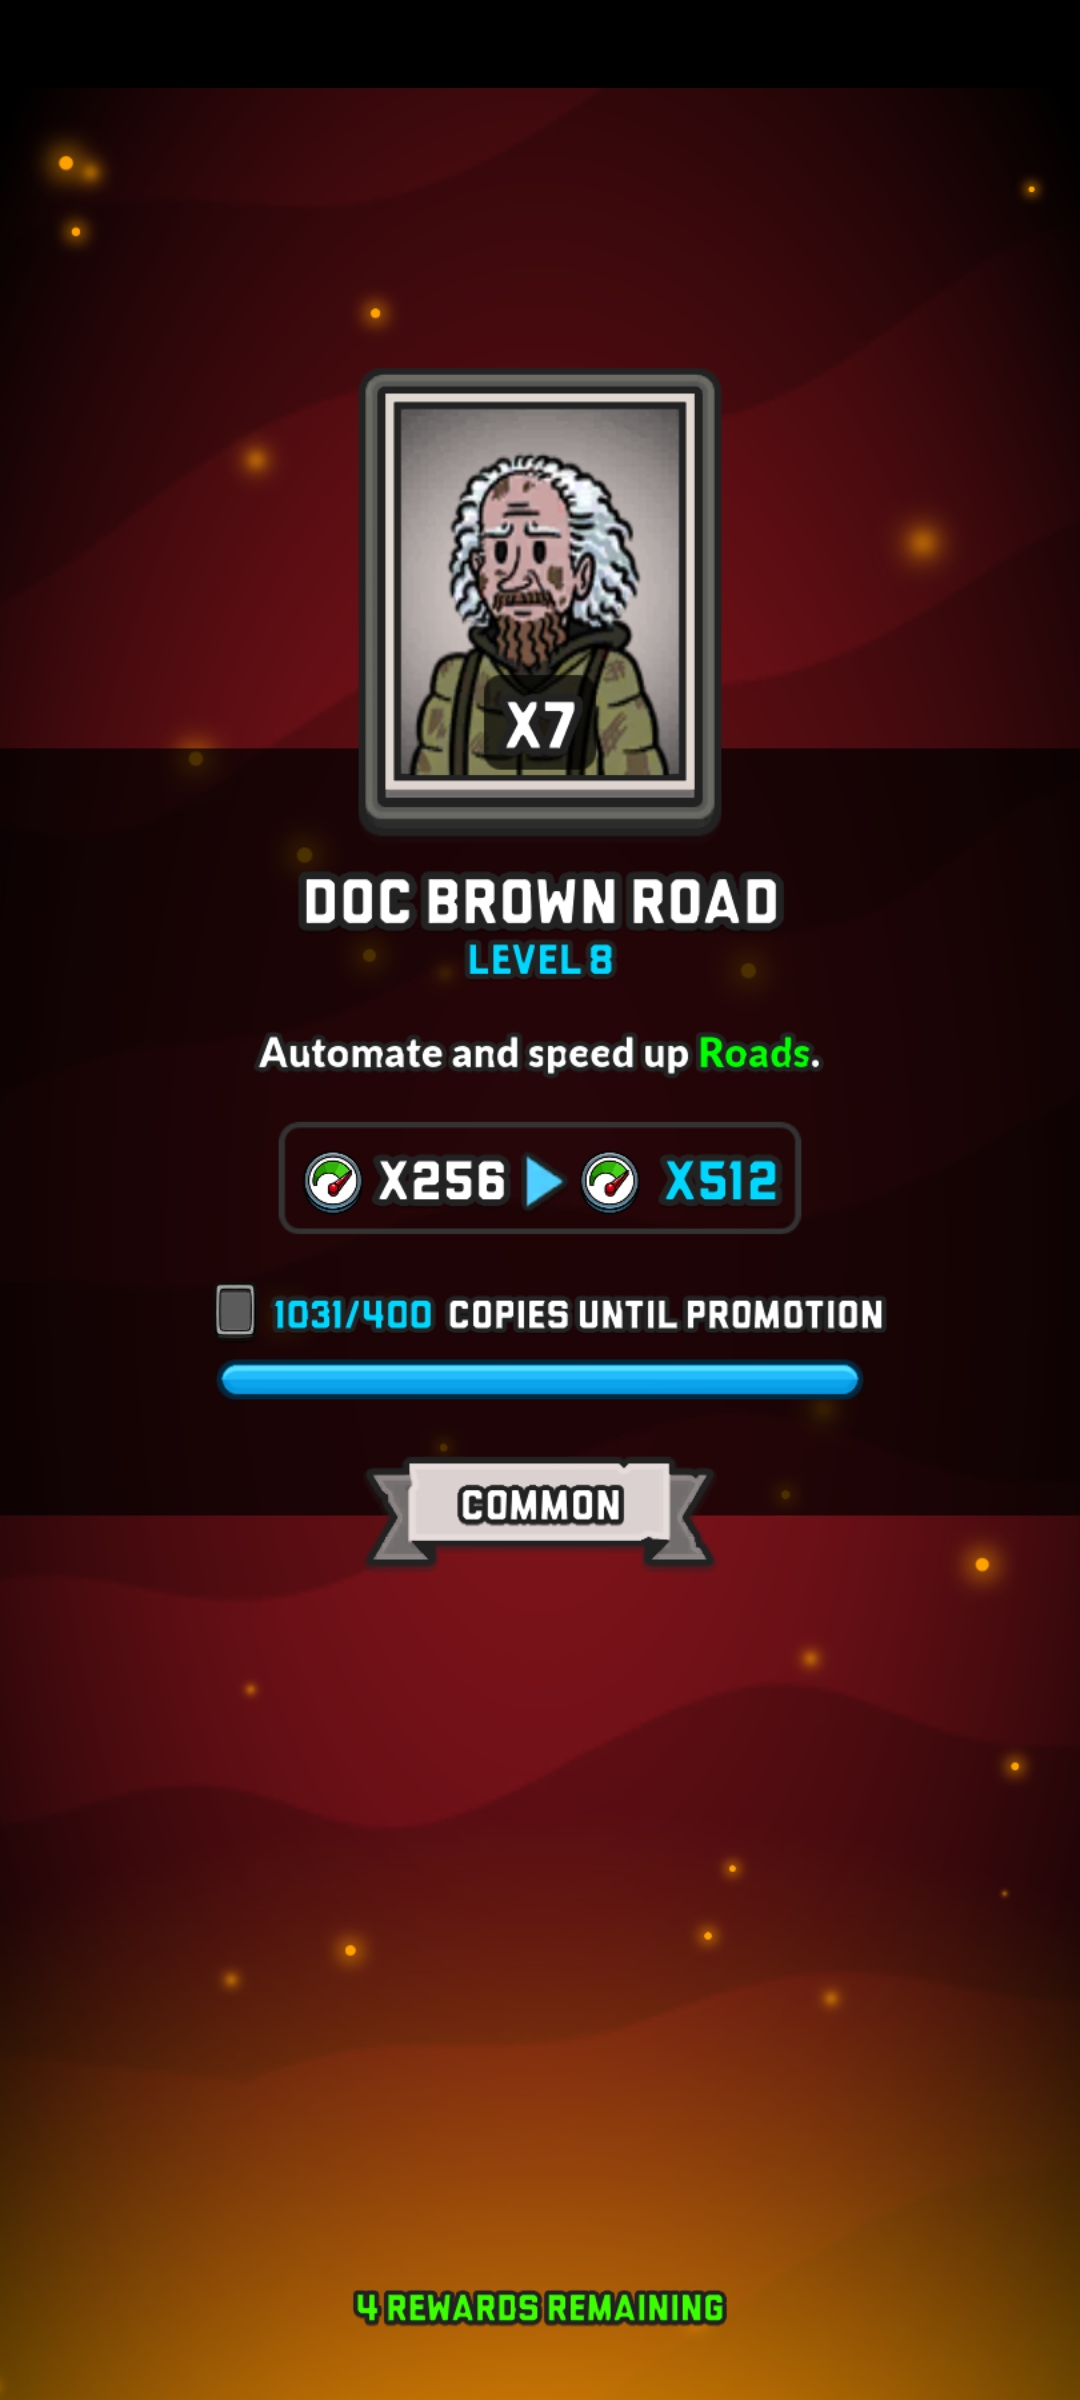 X7
DOC BROWN ROAD
LEVEL 8
Automate and speed up Roads.
X256 X512
1031/400 COPIES UNTIL PROMOTION
COMMON
4 REWARDS REMAINING